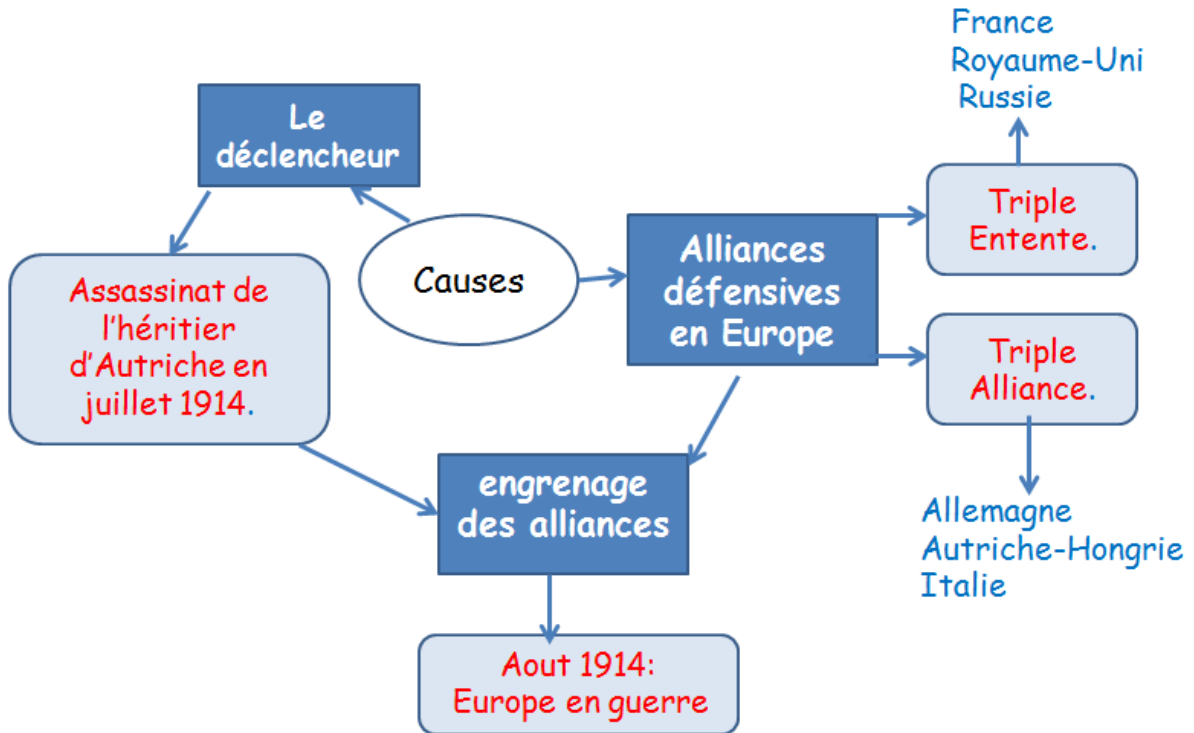 France
Royaume-Uni
Russie
Le
déclencheur
Triple
Entente.
Causes
Alliances
défensives
en Europe
Assassinat de
l'héritier
d'Autriche en
juillet 1914.
Triple
Alliance.
engrenage
des alliances
Allemagne
Autriche-Hongrie
Italie
Aout 1914:
Europe en guerre